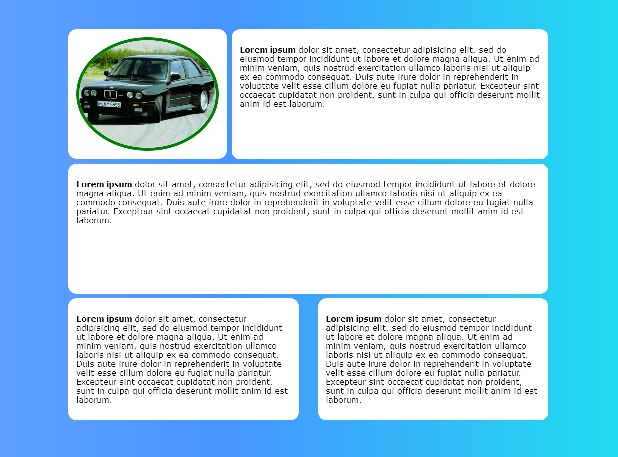 Lorem ipsum dolor sit amet, consectetur adipisicing elit, sed do
eiusmod tempor incididunt ut labore et dolore magna aliqua. Ut enim ad
minim veniam, quis nostrud exercitation ullamco laboris nisi ut aliquip
ex ea commodo consequat. Duis aute irure dolor in reprehenderit in
voluptate velit esse cillum dolore eu fugiat nulla pariatur. Excepteur sint
occaecat cupidatat non proident, sunt in culpa qui officia deserunt mollit
anim id est laborum.
Lorem ipsum dolor sit amet, consectetur adipisicing elit, sed do eiusmod tempor incididunt ut labore et dolore
magna aliqua. Ut enim ad minim veniam, quis nostrud exercitation ullamco laboris nisi ut aliquip ex ea
commodo consequat. Duis aute irure dolor in reprehenderit in voluptate velit esse cillum dolore eu fugiat nulla
pariatur. Excepteur sint occaecat cupidatat non proident, sunt in culpa qui officia deserunt mollit anim id est
laborum.
Lorem ipsum dolor sit amet, consectetur
adipisicing elit, sed do eiusmod tempor incididunt
ut labore et dolore magna aliqua. Ut enim ad
minim veniam, quis nostrud exercitation ullamco
laboris nisi ut aliquip ex ea commodo consequat.
Duis aute irure dolor in reprehenderit in voluptate
velit esse cillum dolore eu fugiat nulla pariatur.
Excepteur sint occaecat cupidatat non proident,
sunt in culpa qui officia deserunt mollit anim id est
laborum.
Lorem ipsum dolor sit amet, consectetur
adipisicing elit, sed do eiusmod tempor incididunt
ut labore et dolore magna aliqua. Ut enim ad
minim veniam, quis nostrud exercitation ullamco
laboris nisi ut aliquip ex ea commodo consequat.
Duis aute irure dolor in reprehenderit in voluptate
velit esse cillum dolore eu fugiat nulla pariatur.
Excepteur sint occaecat cupidatat non proident,
sunt in culpa qui officia deserunt mollit anim id est
laborum.